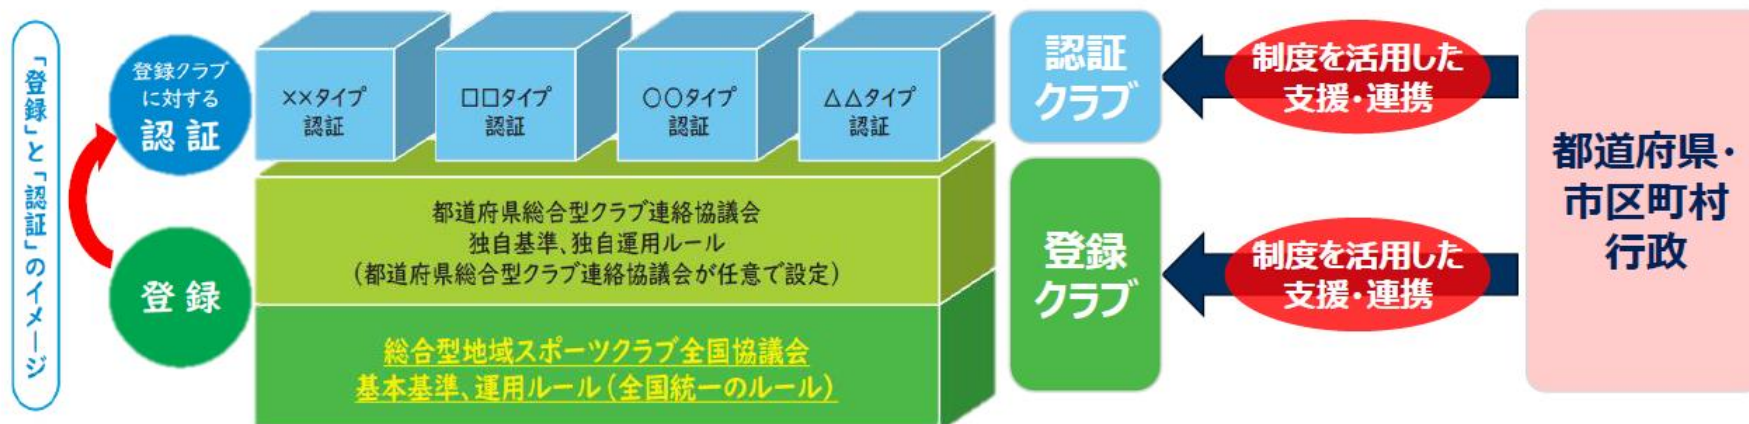 「登録」と「認証」のイメージ
登録クラブ
に対する
認証
登録
××タイプ
認証
□□タイプ
認証
○○タイプ
認証
△△タイプ
認証
都道府県総合型クラブ連絡協議会
独自基準、独自運用ルール
(都道府県総合型クラブ連絡協議会が任意で設定)
総合型地域スポーツクラブ全国協議会
基本基準、運用ルール(全国統一のルール)
認証
クラブ
登録
クラブ
制度を活用した
支援・連携
制度を活用した
支援・連携
都道府県・
市区町村
行政